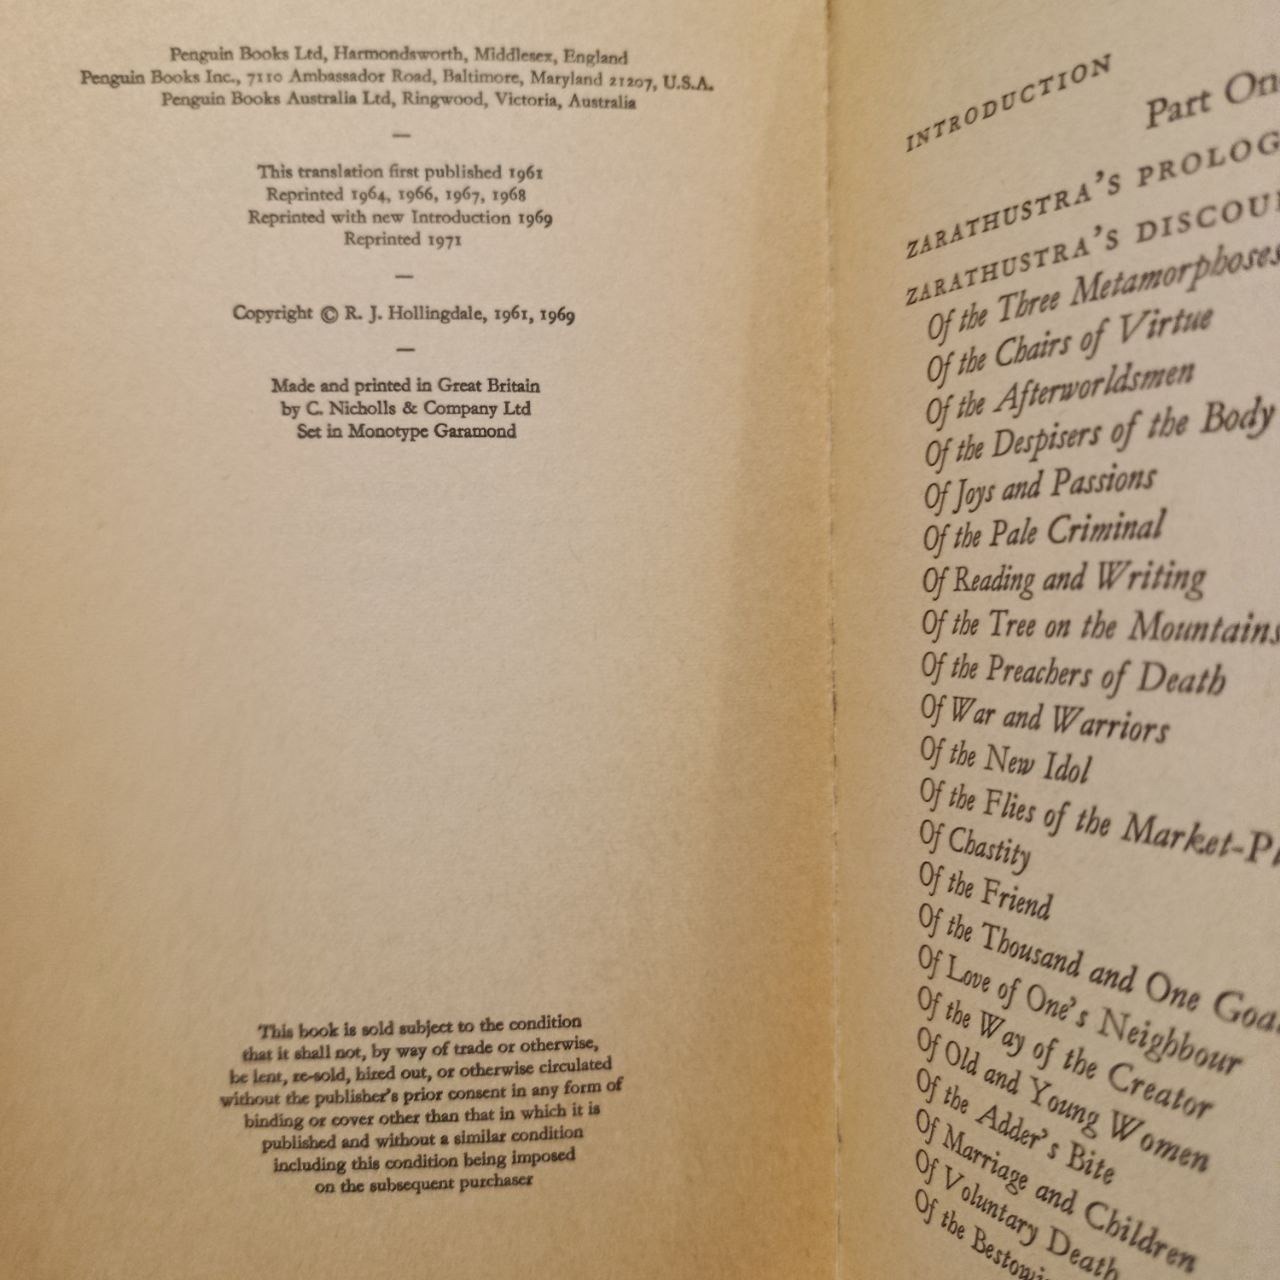 Penguin Books Ltd, Harmondsworth, Middlesex, England
Penguin Books Inc., 7110 Ambassador Road, Baltimore, Maryland 21207, U.S.A.
Penguin Books Australia Ltd, Ringwood, Victoria, Australia
—
This translation first published 1961
Reprinted 1964, 1966, 1967, 1968
Reprinted with new Introduction 1969
Reprinted 1971
—
Copyright © R. J. Hollingdale, 1961, 1969
—
Made and printed in Great Britain
by C. Nicholls & Company Ltd
Set in Monotype Garamond
This book is sold subject to the condition
that it shall not, by way of trade or otherwise,
be lent, re-sold, hired out, or otherwise circulated
without the publisher's prior consent in any form of
binding or cover other than that in which it is
published and without a similar condition
including this condition being imposed
on the subsequent purchaser
INTRODUCTION
Part On
ZARATHUSTRA'S PROLOG
ZARATHUSTRA'S DISCOU
Of the Three Metamorphoses
Of the Chairs of Virtue
Of the Afterworldsmen
Of the Despisers of the Body
Of Joys and Passions
Of the Pale Criminal
Of Reading and Writing
Of the Tree on the Mountains
Of the Preachers of Death
Of War and Warriors
Of the New Idol
Of the Flies of the Market-Pl
Of Chastity
Of the Friend
Of the Thousand and One Goa
Of Love of One's Neighbour
Of the Way of the Creator
Of Old and Young Women
Of the Adder's Bite
Of Marriage and Children
Of Voluntary Death
Of the Bestowi